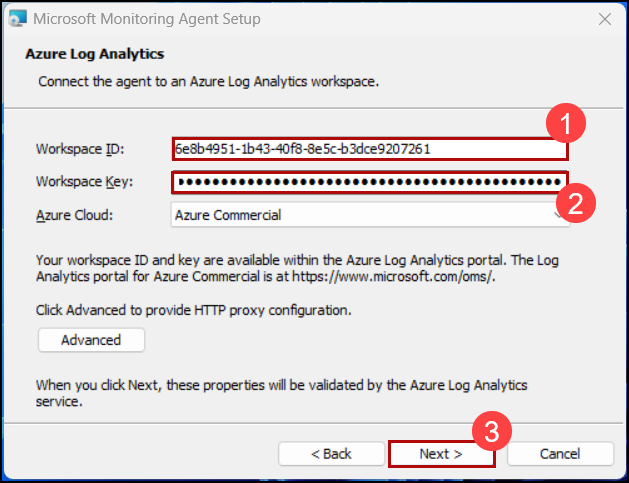 Microsoft Monitoring Agent Setup
Azure Log Analytics
Connect the agent to an Azure Log Analytics workspace.
1
Workspace ID: 6e8b4951-1b43-40f8-8e5c-b3dce9207261
Workspace Key: ●●●●●●●●●●●●●●●●●●●●●●●●●●●●●●●●●●●●●●●●
2
Azure Cloud: Azure Commercial
Your workspace ID and key are available within the Azure Log Analytics portal. The Log
Analytics portal for Azure Commercial is at https://www.microsoft.com/oms/.
Click Advanced to provide HTTP proxy configuration.
Advanced
When you click Next, these properties will be validated by the Azure Log Analytics
service.
3
< Back Next > Cancel